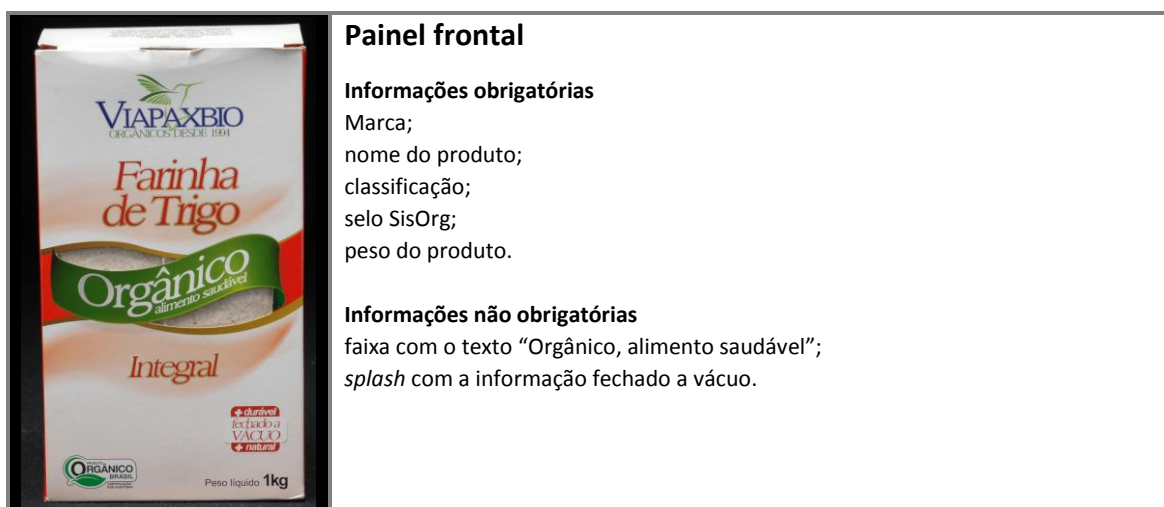 VIAPAXBIO
ORGÂNICOS DESDE 1994
Farinha
de Trigo
Orgânico
alimento saudável
Integral
+ durável
fechado a
VACUO
+ natural
ORGÂNICO
BRASIL
Peso líquido 1kg
Painel frontal
Informações obrigatórias
Marca;
nome do produto;
classificação;
selo SisOrg;
peso do produto.
Informações não obrigatórias
faixa com o texto “Orgânico, alimento saudável”;
splash com a informação fechado a vácuo.